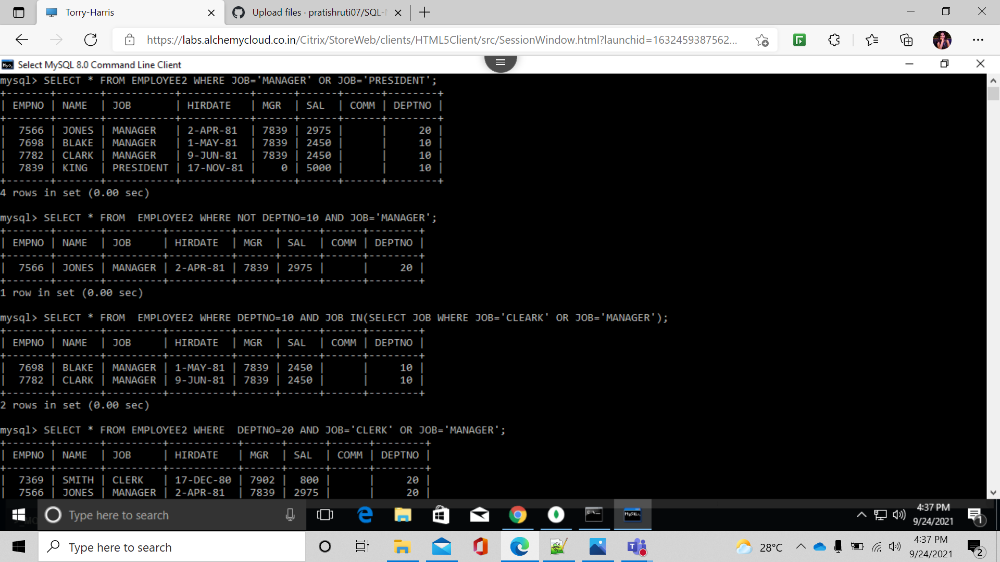 Torry-Harris
Upload files · pratishruti07/SQL-
https://labs.alchemycloud.co.in/Citrix/StoreWeb/clients/HTML5Client/src/SessionWindow.html?launchid=1632459387562...
Select MySQL 8.0 Command Line Client
mysql> SELECT * FROM EMPLOYEE2 WHERE JOB='MANAGER' OR JOB='PRESIDENT';
+-------+-------+-----------+-----------+------+------+------+--------+
| EMPNO | NAME  | JOB       | HIRDATE   | MGR  | SAL  | COMM | DEPTNO |
+-------+-------+-----------+-----------+------+------+------+--------+
|  7566 | JONES | MANAGER   | 2-APR-81  | 7839 | 2975 |      |     20 |
|  7698 | BLAKE | MANAGER   | 1-MAY-81  | 7839 | 2450 |      |     10 |
|  7782 | CLARK | MANAGER   | 9-JUN-81  | 7839 | 2450 |      |     10 |
|  7839 | KING  | PRESIDENT | 17-NOV-81 |    0 | 5000 |      |     10 |
+-------+-------+-----------+-----------+------+------+------+--------+
4 rows in set (0.00 sec)
mysql> SELECT * FROM  EMPLOYEE2 WHERE NOT DEPTNO=10 AND JOB='MANAGER';
+-------+-------+---------+----------+------+------+------+--------+
| EMPNO | NAME  | JOB     | HIRDATE  | MGR  | SAL  | COMM | DEPTNO |
+-------+-------+---------+----------+------+------+------+--------+
|  7566 | JONES | MANAGER | 2-APR-81 | 7839 | 2975 |      |     20 |
+-------+-------+---------+----------+------+------+------+--------+
1 row in set (0.00 sec)
mysql> SELECT * FROM  EMPLOYEE2 WHERE DEPTNO=10 AND JOB IN(SELECT JOB WHERE JOB='CLEARK' OR JOB='MANAGER');
+-------+-------+---------+----------+------+------+------+--------+
| EMPNO | NAME  | JOB     | HIRDATE  | MGR  | SAL  | COMM | DEPTNO |
+-------+-------+---------+----------+------+------+------+--------+
|  7698 | BLAKE | MANAGER | 1-MAY-81 | 7839 | 2450 |      |     10 |
|  7782 | CLARK | MANAGER | 9-JUN-81 | 7839 | 2450 |      |     10 |
+-------+-------+---------+----------+------+------+------+--------+
2 rows in set (0.00 sec)
mysql> SELECT * FROM EMPLOYEE2 WHERE  DEPTNO=20 AND JOB='CLERK' OR JOB='MANAGER';
+-------+-------+---------+-----------+------+------+------+--------+
| EMPNO | NAME  | JOB     | HIRDATE   | MGR  | SAL  | COMM | DEPTNO |
+-------+-------+---------+-----------+------+------+------+--------+
|  7369 | SMITH | CLERK   | 17-DEC-80 | 7902 |  800 |      |     20 |
|  7566 | JONES | MANAGER | 2-APR-81  | 7839 | 2975 |      |     20 |
Type here to search
4:37 PM
9/24/2021
1
Type here to search
28°C
4:37 PM
9/24/2021
2